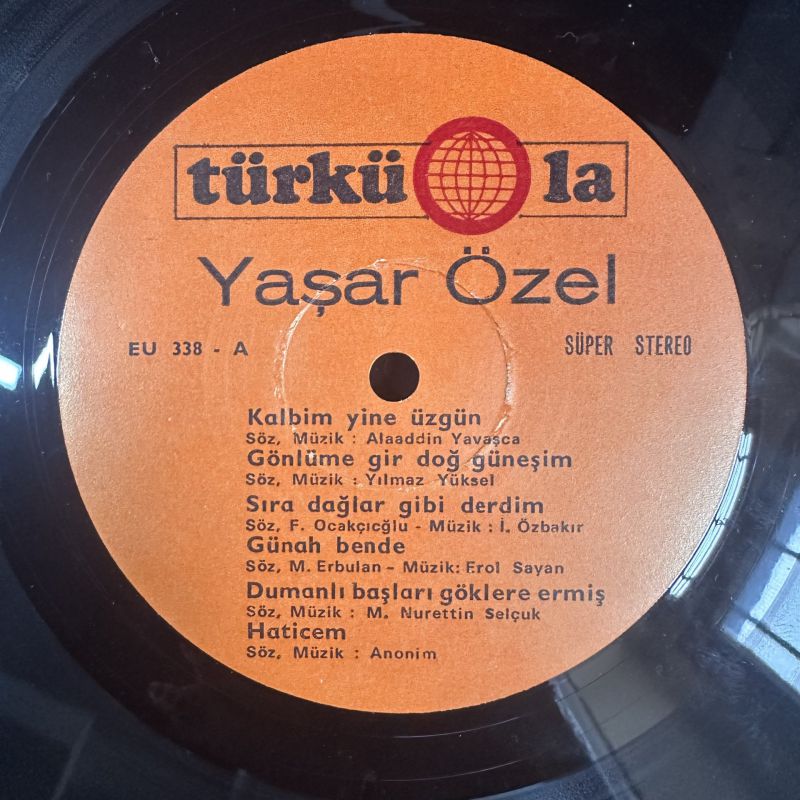 türküola
Yaşar Özel
EU 338 - A
SÜPER STEREO
Kalbim yine üzgün
Söz, Müzik : Alaaddin Yavaşca
Gönlüme gir doğ güneşim
Söz, Müzik : Yılmaz Yüksel
Sıra dağlar gibi derdim
Söz, F. Ocakçıoğlu - Müzik : İ. Özbakır
Günah bende
Söz, M. Erbulan - Müzik: Erol Sayan
Dumanlı başları göklere ermiş
Söz, Müzik : M. Nurettin Selçuk
Haticem
Söz, Müzik : Anonim